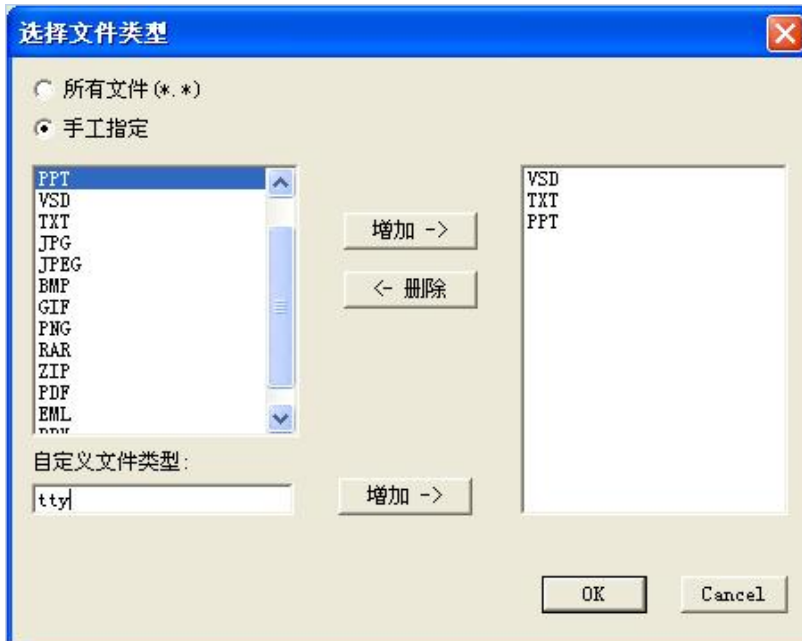 选择文件类型
所有文件(*.*)
手工指定
PPT
VSD
TXT
JPG
JPEG
BMP
GIF
PNG
RAR
ZIP
PDF
EML
增加 ->
<- 删除
VSD
TXT
PPT
自定义文件类型:
tty
增加 ->
OK
Cancel